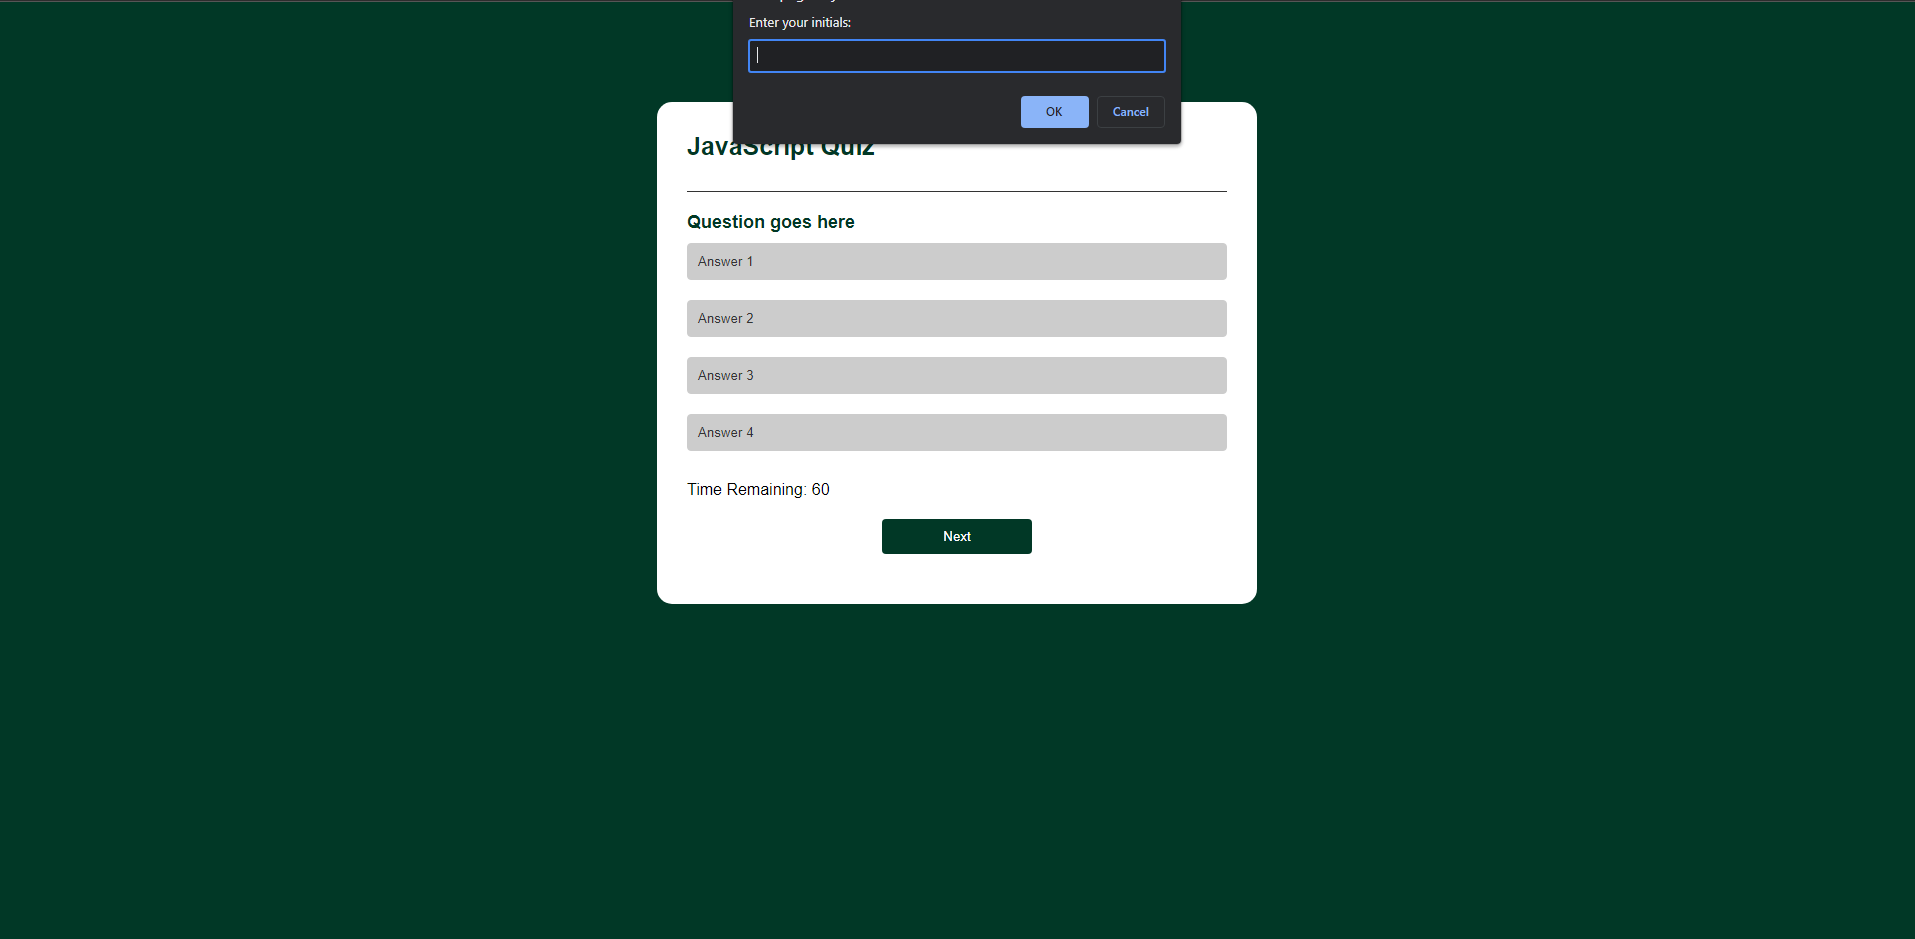 Enter your initials:
OK
Cancel
JavaScript Quiz
Question goes here
Answer 1
Answer 2
Answer 3
Answer 4
Time Remaining: 60
Next